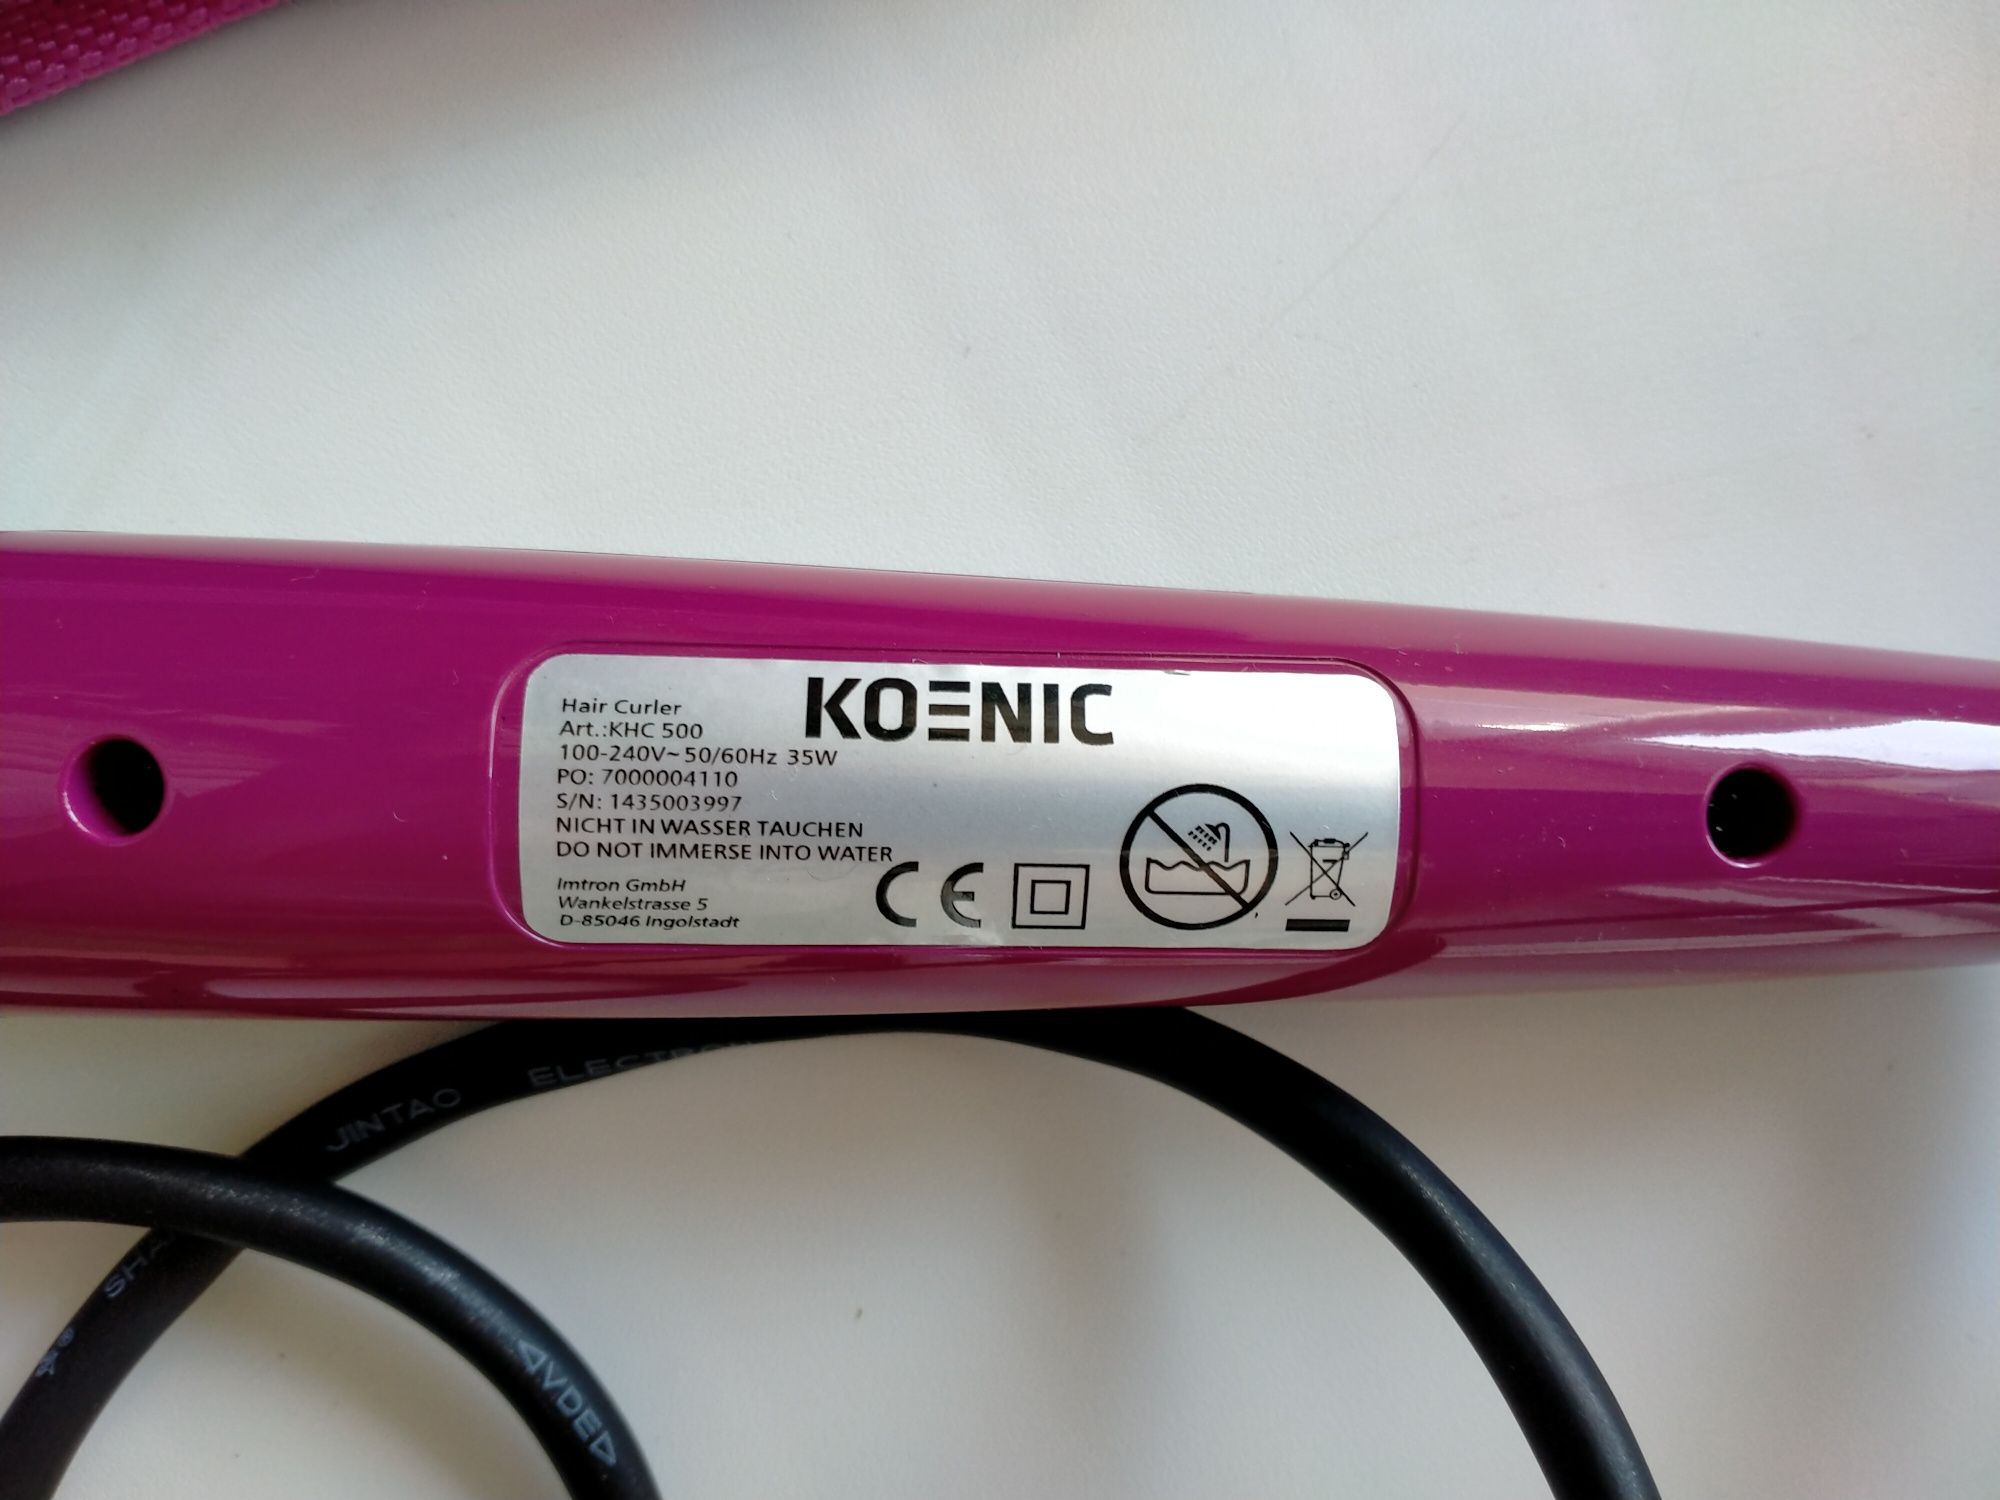 KOENIC
Hair Curler
Art.:KHC 500
100-240V~50/60Hz 35W
PO: 7000004110
S/N: 1435003997
NICHT IN WASSER TAUCHEN
DO NOT IMMERSE INTO WATER
Imtron GmbH
Wankelstrasse 5
D-85046 Ingolstadt
CE
JINTAO
VDE